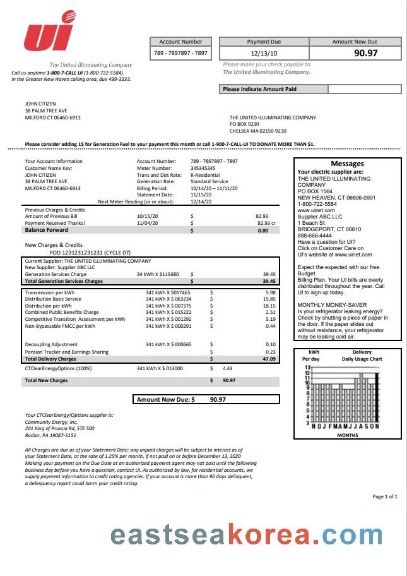 ui
The United Illuminating Company
Call us anytime 1-800-7-CALL UI (1-800-722-5584).
In the Greater New Haven calling area, due 499-3333.
Account Number
789 - 7897897 - 7897
Payment Due
12/13/10
Amount Now Due
90.97
Please make your check payable to:
The United Illuminating Company.
Please Indicate Amount Paid
JOHN CITIZEN
58 PALM TREE AVE
MILFORD CT 06460-6913
THE UNITED ILLUMINATING COMPANY
PO BOX 9230
CHELSEA MA 02150-9230
Please consider adding 1$ for Generation Fuel to your payment this month or call 1-900-7-CALL-UI TO DONATE MORE THAN $1.
Your Account Information
Customer Name Key:
JOHN CITIZEN
58 PALM TREE AVE
MILFORD CT 06460-6913
Account Number: 789 - 7897897 - 7897
Meter Number: 34534534S
Trans and Dist Rate: R-Residential
Generation Rate: Standard Service
Billing Period: 10/14/20 – 11/01/20
Statement Date: 11/15/20
Next Meter Reading (on or about): 12/14/20
Previous Charges & Credits
Amount of Previous Bill 10/15/20 $ 82.93
Payment Received Thanks! 11/04/20 $ 82.93 cr
Balance Forward $ 0.00
New Charges & Credits
POD 1231231231231 (CYCLE 07)
Current Supplier: THE UNITED ILLUMINATING COMPANY
New Supplier: Supplier ABC LLC
Generation Services Charge 34 kWh X $115680 $ 39.45
Total Generation Services Charge $ 39.45
Transmission per kWh 341 kWh X $017465 $ 5.98
Distribution Basic Service 341 kWh X $ 063234 $ 15.85
Distribution per kWh 341 kWh X $ 007375 $ 18.15
Combined Public Benefits Charge 341 kWh X $ 015222 $ 2.51
Competitive Transition Assessment per kWh 341 kWh X $ 001292 $ 5.19
Non-Bypassable FMCC per kWh 341 kWh X $ 000291 $ 0.44
Decoupling Adjustment 341 kWh X $ 000665 $ 0.10
Pension Tracker and Earnings Sharing $ 0.23
Total Delivery Charges $ 47.09
CTCleanEnergyOptions (100%) 341 kWh X $ 013000 $ 4.43
Total New Charges $ 90.97
Amount Now Due: $ 90.97
Your CTCleanEnergyOptions supplier is:
Community Energy, Inc.
201 King of Prussia Rd, STE 500
Radlor, PA 19087-5151
All Charges are due as of your Statement Date; any unpaid charges will be subject to interest as of
your Statement Date, at the rate of 1.25% per month, if not paid on or before December 13, 2020
Making your payment on the Due Date at an authorized payment agency may not post until the following
business day before you have a question, contact UI. As authorized by law, for residential accounts, we
supply payment information to credit rating agencies. If your account is more than 90 days delinquent,
a delinquency report could harm your credit rating.
Messages
Your electric supplier are:
THE UNITED ILLUMINATING
COMPANY
PO BOX 1564
NEW HEAVEN, CT 06606-0901
1-800-722-5584
www.uinet.com
Supplier ABC LLC
1 Beach St
BRIDGEPORT, CT 06610
888-666-4444
Have a question for UI?
Click on Customer Care on
UI's website at www.uinet.com
Expect the expected with our free
Budget
Billing Plan. Your UI bills are evenly
distributed throughout the year. Call
UI to sign up today.
MONTHLY MONEY-SAVER
Is your refrigerator leaking energy?
Check by shutting a piece of paper in
the door. If the paper slides out
without resistance, your refrigerator
may be leaking cold air.
kWh
Per day
Delivery
Daily Usage Chart
N D J F M A M J J A S O N
MONTHS
Page 1 of 1
eastseakorea.com